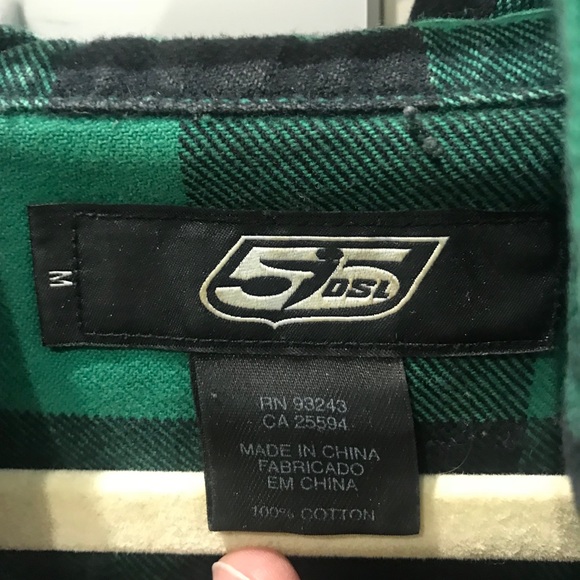 M
55DSL
RN 93243
CA 25594
MADE IN CHINA
FABRICADO
EM CHINA
100% COTTON